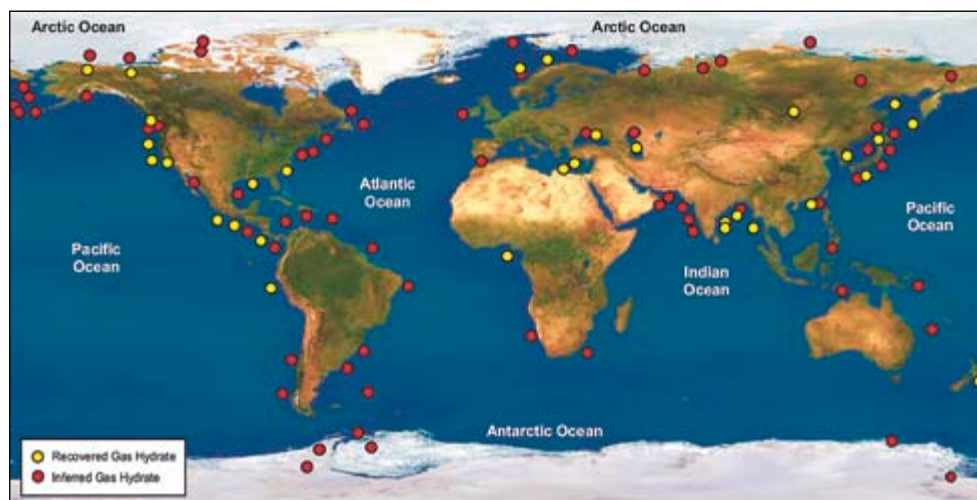 Arctic Ocean
Arctic Ocean
Atlantic
Ocean
Pacific
Ocean
Pacific
Ocean
Indian
Ocean
Antarctic Ocean
Recovered Gas Hydrate
Inferred Gas Hydrate